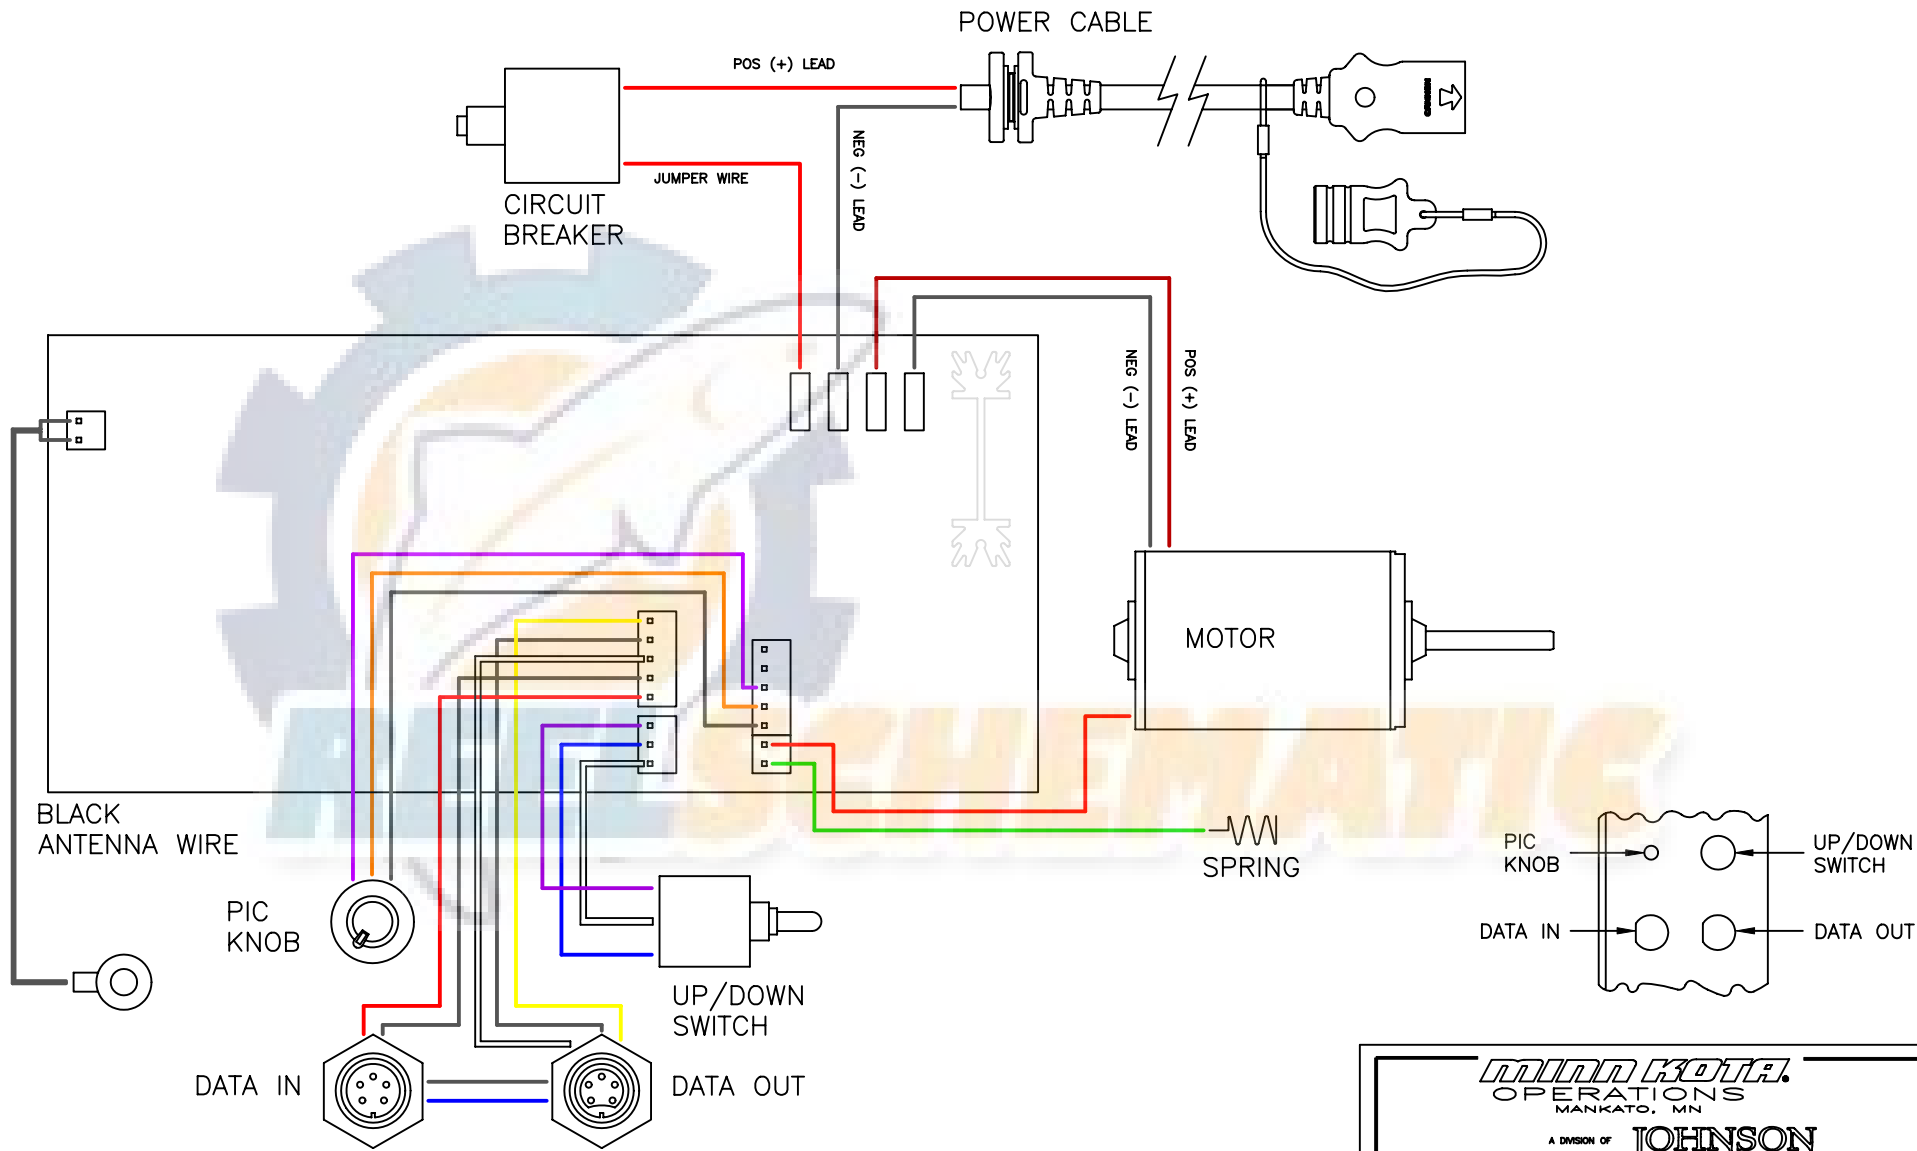 POWER CABLE
POS (+) LEAD
NEG (-) LEAD
JUMPER WIRE
CIRCUIT
BREAKER
NEG (-) LEAD
POS (+) LEAD
MOTOR
REELSCHEMATIC
BLACK
ANTENNA WIRE
SPRING
PIC
KNOB
UP/DOWN
SWITCH
PIC
KNOB
DATA IN
DATA OUT
UP/DOWN
SWITCH
DATA IN
DATA OUT
MINN KOTA.
OPERATIONS
MANKATO, MN
A DIVISION OF JOHNSON